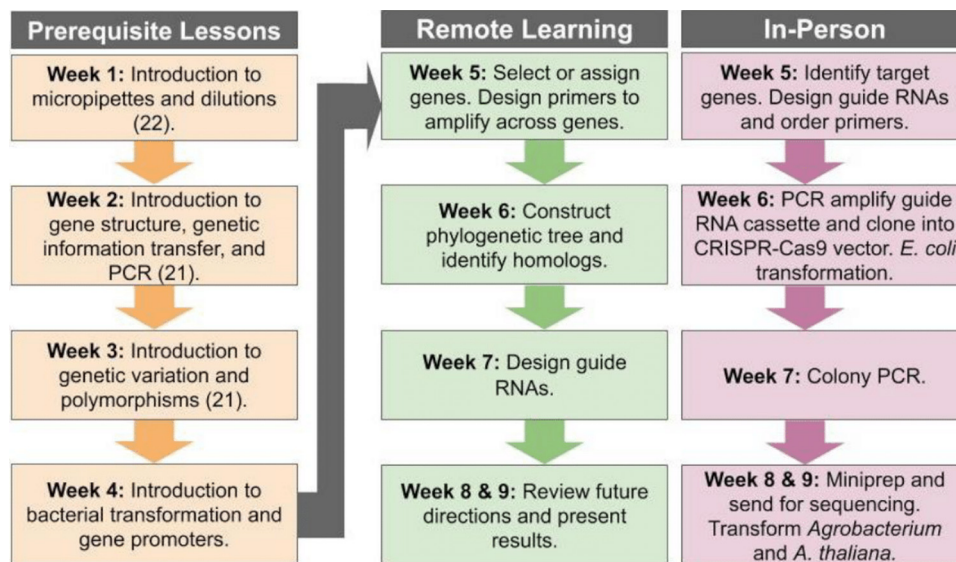 Prerequisite Lessons
Week 1: Introduction to
micropipettes and dilutions
(22).
Week 2: Introduction to
gene structure, genetic
information transfer, and
PCR (21).
Week 3: Introduction to
genetic variation and
polymorphisms (21).
Week 4: Introduction to
bacterial transformation and
gene promoters.
Remote Learning
Week 5: Select or assign
genes. Design primers to
amplify across genes.
Week 6: Construct
phylogenetic tree and
identify homologs.
Week 7: Design guide
RNAs.
Week 8 & 9: Review future
directions and present
results.
In-Person
Week 5: Identify target
genes. Design guide RNAs
and order primers.
Week 6: PCR amplify guide
RNA cassette and clone into
CRISPR-Cas9 vector. E. coli
transformation.
Week 7: Colony PCR.
Week 8 & 9: Miniprep and
send for sequencing.
Transform Agrobacterium
and A. thaliana.